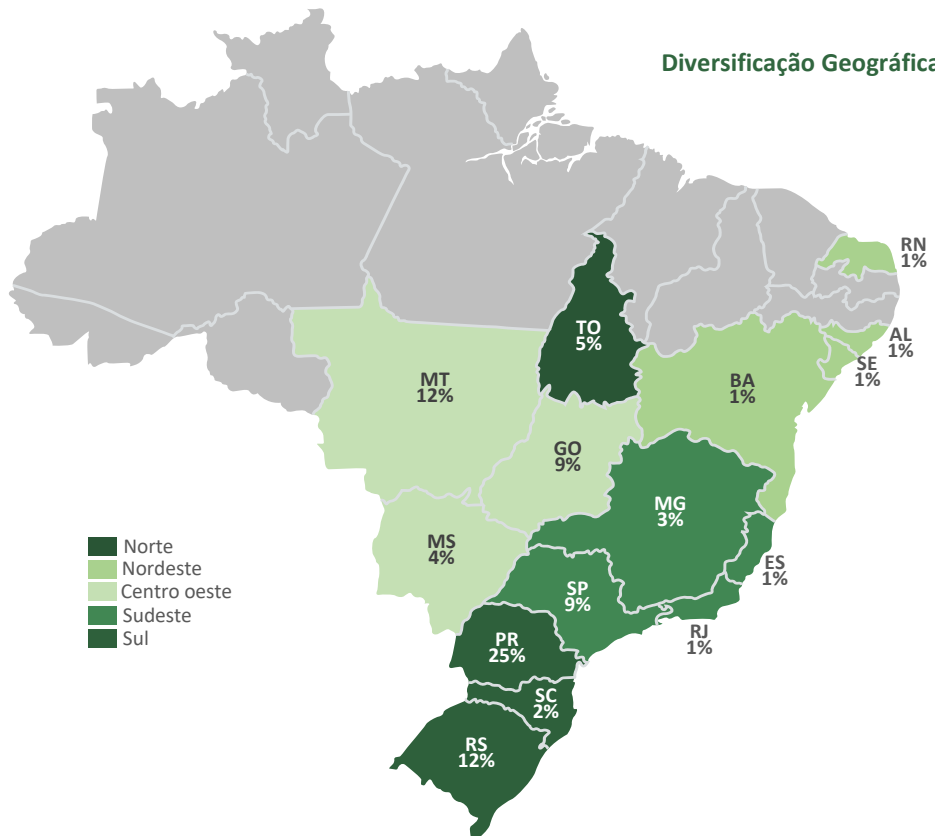 Diversificação Geográfica
RN
1%
TO
5%
AL
1%
SE
1%
MT
12%
BA
1%
GO
9%
MG
3%
MS
4%
ES
1%
SP
9%
RJ
1%
PR
25%
SC
2%
RS
12%
Norte
Nordeste
Centro oeste
Sudeste
Sul